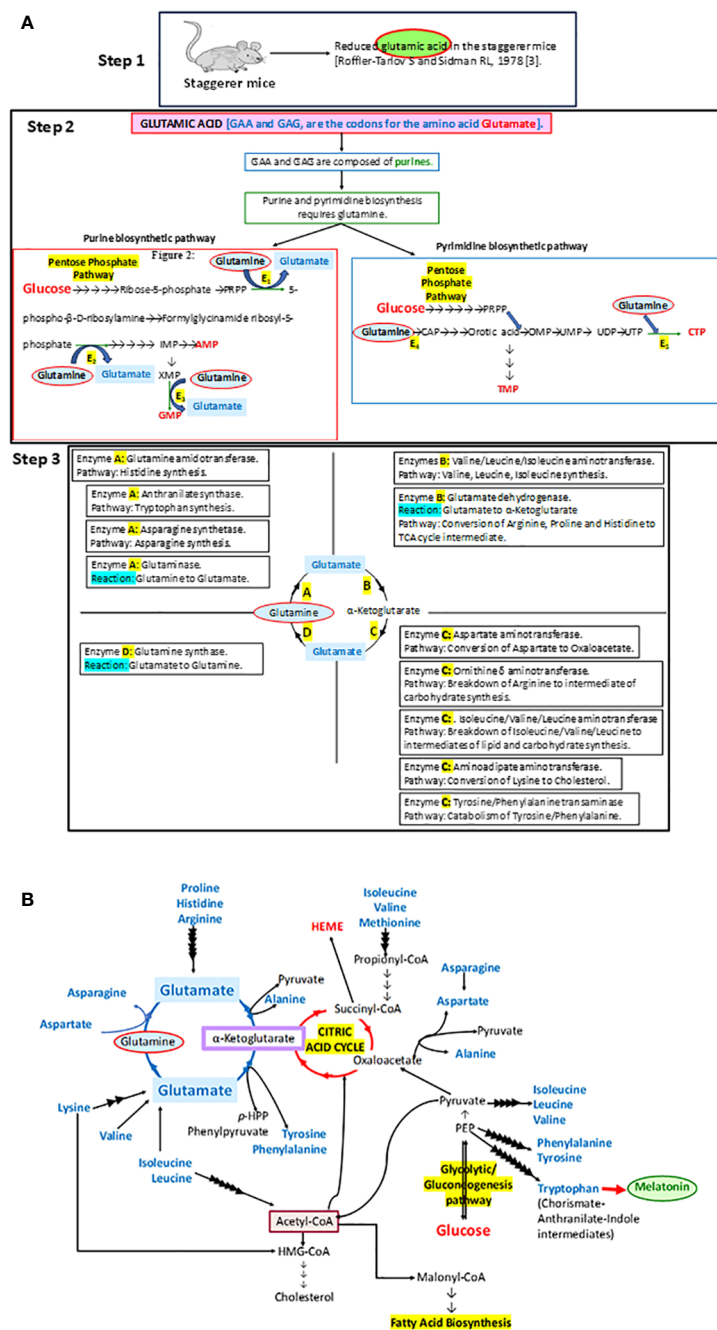 A
Step 1
Staggerer mice
Reduced glutamic acid in the staggerer mice
[Roffler-Tarlov S and Sidman RL, 1978 [3].
Step 2
GLUTAMIC ACID [GAA and GAG, are the codons for the amino acid Glutamate].
GAA and GAG are composed of purines.
Purine and pyrimidine biosynthesis
requires glutamine.
Purine biosynthetic pathway
Figure 2:
Pentose Phosphate
Pathway
Glutamine
Glutamate
E₁
Glucose →→→→→Ribose-5-phosphate →PRPP → 5-
phospho-β-D-ribosylamine →→Formylglycinamide ribosyl-5-
phosphate →→→→→→ IMP→→AMP
E₂
Glutamine
Glutamate
XMP
Glutamine
E₃
GMP
Glutamate
Pyrimidine biosynthetic pathway
Pentose
Phosphate
Pathway
Glucose →→→→→→PRPP
Glutamine
Glutamine →CAP→→→Orotic acid→OMP→UMP→ UDP→UTP → CTP
E₄
E₅
TMP
Step 3
Enzyme A: Glutamine amidotransferase.
Pathway: Histidine synthesis.
Enzyme A: Anthranilate synthase.
Pathway: Tryptophan synthesis.
Enzyme A: Asparagine synthetase.
Pathway: Asparagine synthesis.
Enzyme A: Glutaminase.
Reaction: Glutamine to Glutamate.
Enzymes B: Valine/Leucine/Isoleucine aminotransferase.
Pathway: Valine, Leucine, Isoleucine synthesis.
Enzyme B: Glutamate dehydrogenase.
Reaction: Glutamate to α-Ketoglutarate
Pathway: Conversion of Arginine, Proline and Histidine to
TCA cycle intermediate.
Glutamate
A
B
Glutamine
α-Ketoglutarate
D
C
Glutamate
Enzyme D: Glutamine synthase.
Reaction: Glutamate to Glutamine.
Enzyme C: Aspartate aminotransferase.
Pathway: Conversion of Aspartate to Oxaloacetate.
Enzyme C: Ornithine δ aminotransferase.
Pathway: Breakdown of Arginine to intermediate of
carbohydrate synthesis.
Enzyme C: . Isoleucine/Valine/Leucine aminotransferase
Pathway: Breakdown of Isoleucine/Valine/Leucine to
intermediates of lipid and carbohydrate synthesis.
Enzyme C: Aminoadipate aminotransferase.
Pathway: Conversion of Lysine to Cholesterol.
Enzyme C: Tyrosine/Phenylalanine transaminase
Pathway: Catabolism of Tyrosine/Phenylalanine.
B
Proline
Histidine
Arginine
Isoleucine
Valine
Methionine
HEME
Propionyl-CoA
Asparagine
Asparagine
Glutamate
Pyruvate
Alanine
Succinyl-CoA
Aspartate
Aspartate
Glutamine
α-Ketoglutarate
CITRIC
ACID CYCLE
Oxaloacetate
Pyruvate
Alanine
Glutamate
Lysine
Valine
p-HPP
Phenylpyruvate
Tyrosine
Phenylalanine
Pyruvate
Isoleucine
Leucine
Valine
PEP
Phenylalanine
Tyrosine
Isoleucine
Leucine
Glycolytic/
Gluconeogenesis
pathway
Tryptophan
Melatonin
(Chorismate-
Anthranilate-Indole
intermediates)
Glucose
Acetyl-CoA
HMG-CoA
Cholesterol
Malonyl-CoA
Fatty Acid Biosynthesis